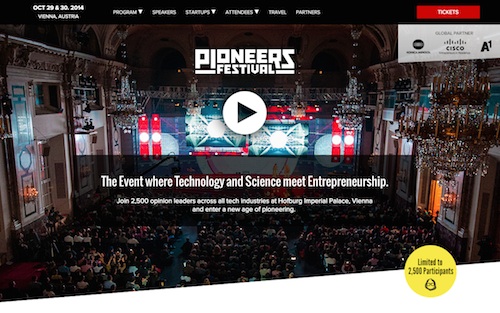 OCT 29 & 30. 2014
VIENNA, AUSTRIA
PROGRAM
SPEAKERS
STARTUPS
ATTENDEES
TRAVEL
PARTNERS
TICKETS
GLOBAL PARTNER
CISCO
A1
PIONEERS
FESTIVAL
The Event where Technology and Science meet Entrepreneurship.
Join 2,500 opinion leaders across all tech industries at Hofburg Imperial Palace, Vienna
and enter a new age of pioneering.
Limited to
2,500 Participants